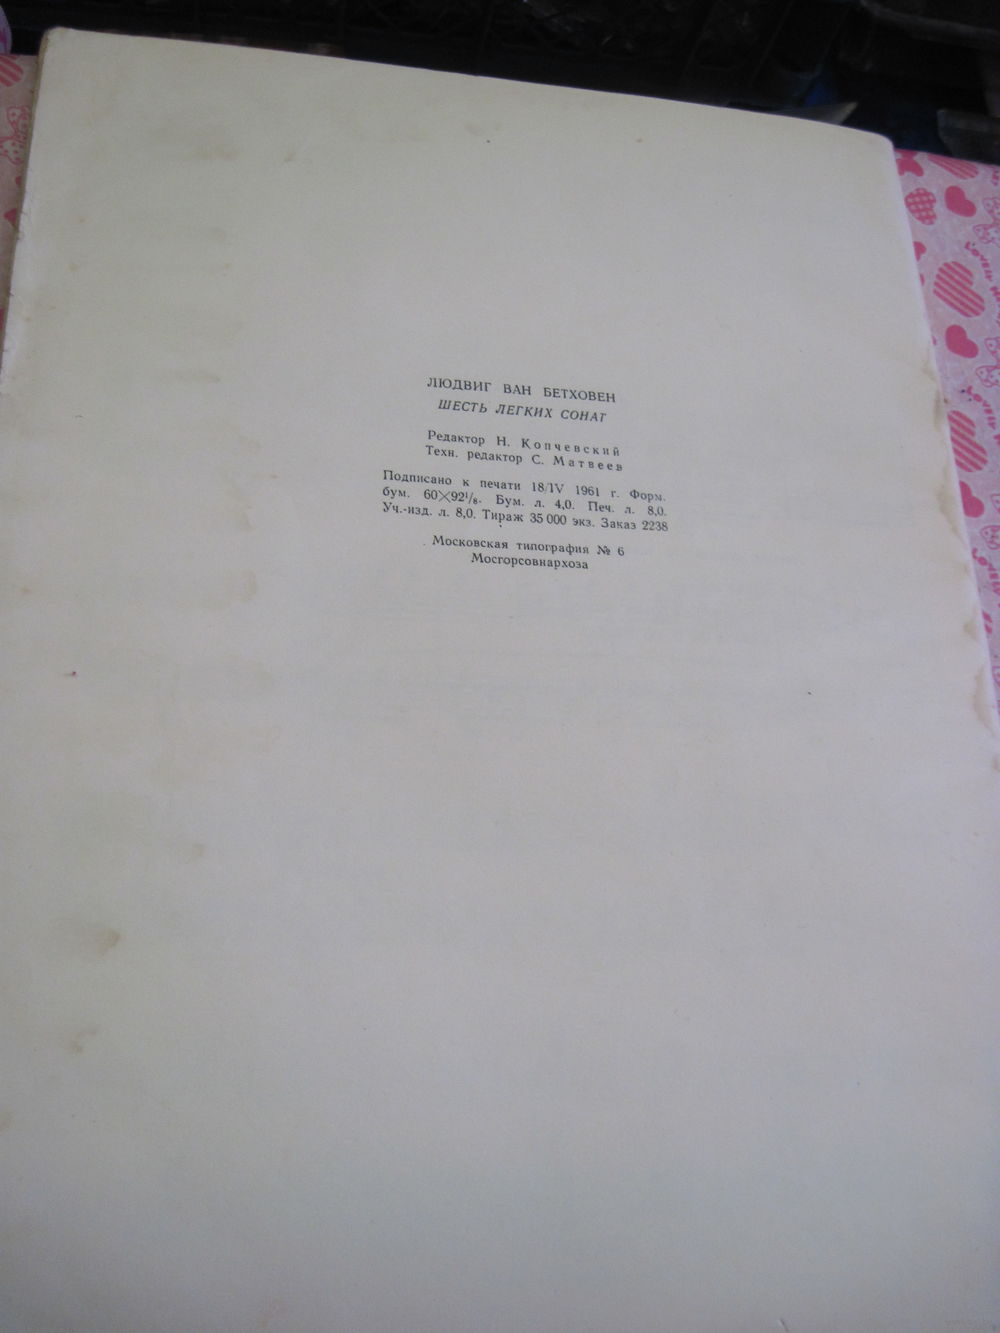 ЛЮДВИГ ВАН БЕТХОВЕН
ШЕСТЬ ЛЕГКИХ СОНАТ
Редактор Н. Копчевский
Техн. редактор С. Матвеев
Подписано к печати 18/IV 1961 г. Форм.
бум. 60×92¹/₈. Бум. л. 4,0. Печ. л. 8,0.
Уч.-изд. л. 8,0. Тираж 35 000 экз. Заказ 2238
Московская типография № 6
Мосгорсовнархоза